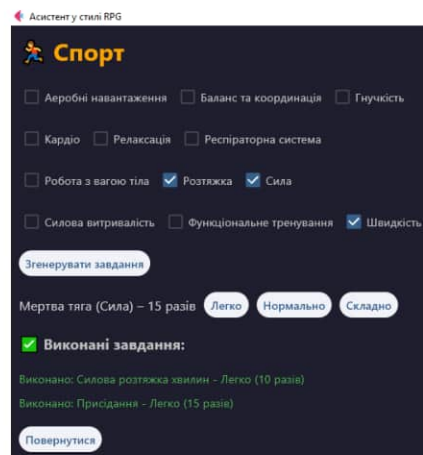 Асистент у стилі RPG
Спорт
Аеробні навантаження Баланс та координація Гнучкість
Кардіо Релаксація Респіраторна система
Робота з вагою тіла Розтяжка Сила
Силова витривалість Функціональне тренування Швидкість
Згенерувати завдання
Мертва тяга (Сила) – 15 разів Легко Нормально Складно
Виконані завдання:
Виконано: Силова розтяжка хвилин - Легко (10 разів)
Виконано: Присідання - Легко (15 разів)
Повернутися